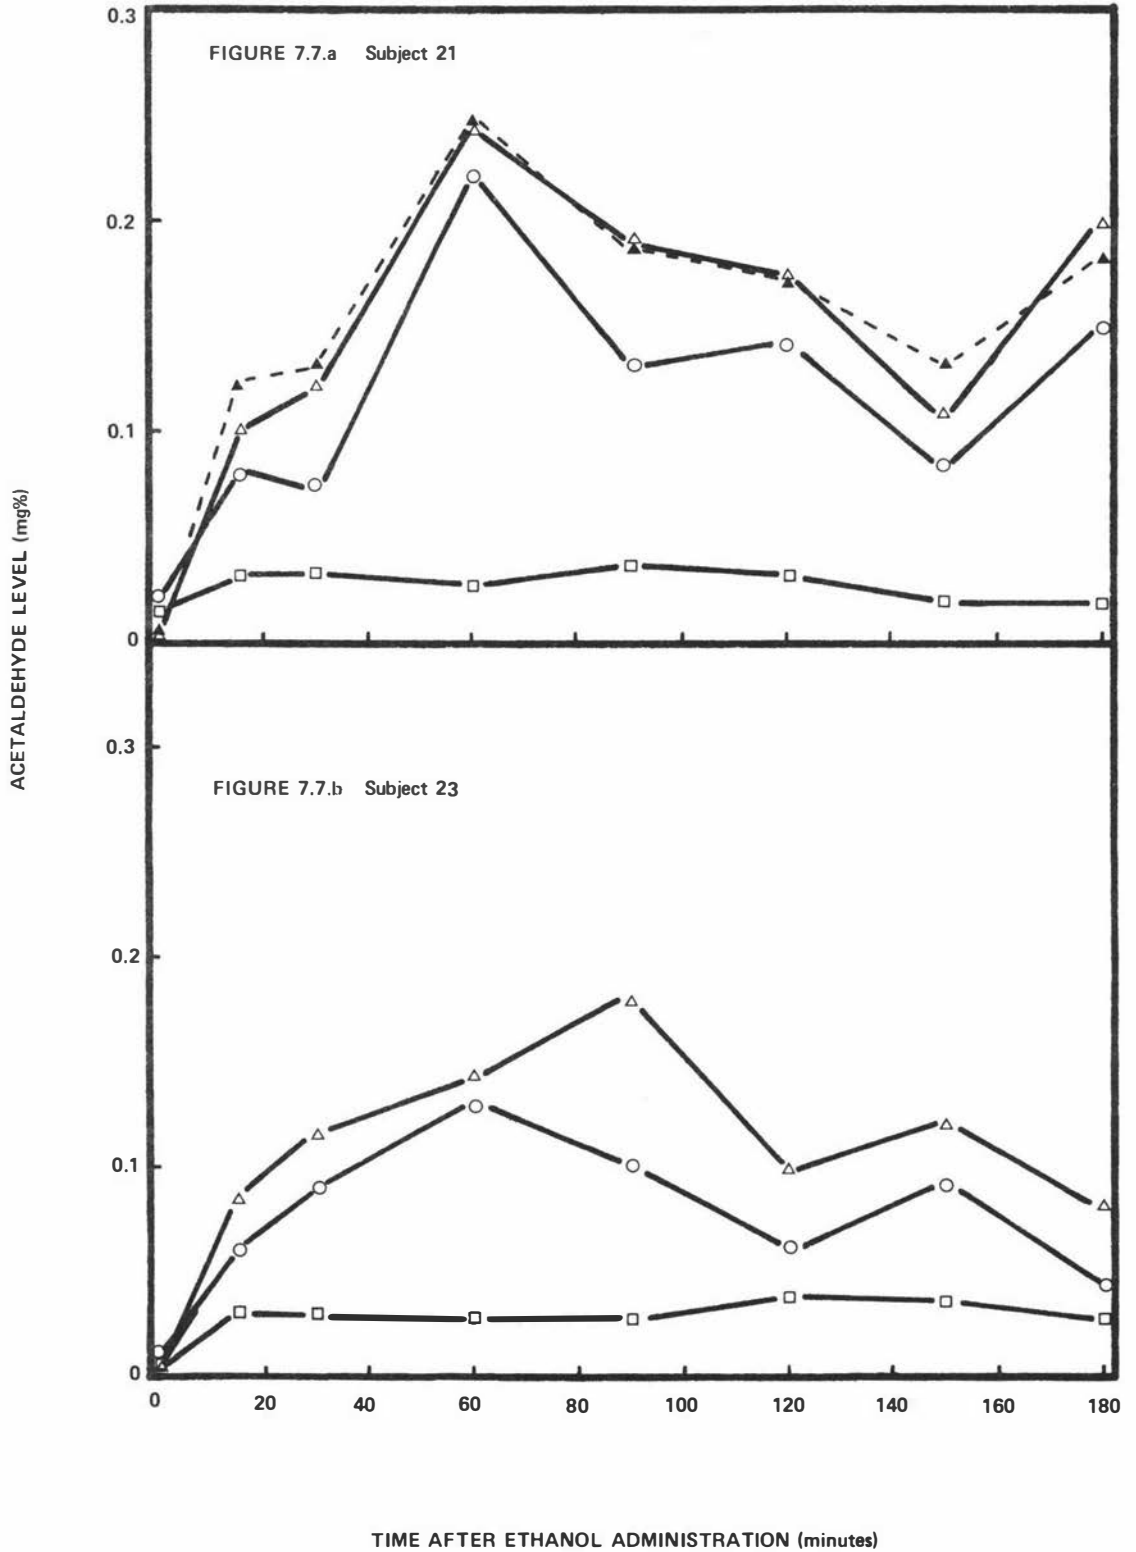 0.3
FIGURE 7.7.a Subject 21
0.2
0.1
0
ACETALDEHYDE LEVEL (mg%)
0.3
FIGURE 7.7.b Subject 23
0.2
0.1
0
0 20 40 60 80 100 120 140 160 180
TIME AFTER ETHANOL ADMINISTRATION (minutes)